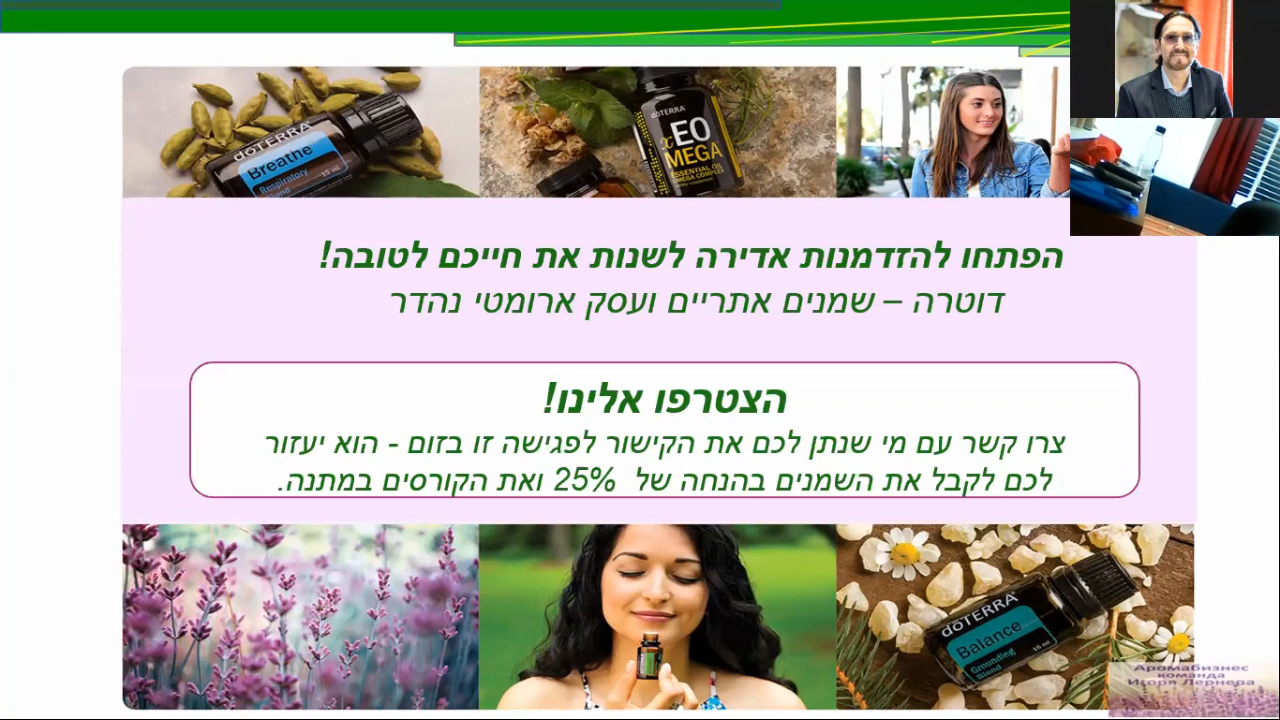 dōTERRA
Breathe
Respiratory
Blend
15 ml
dōTERRA
xEO
MEGA
ESSENTIAL OIL
OMEGA COMPLEX
הפתחו להזדמנות אדירה לשנות את חייכם לטובה!
דוטרה – שמנים אתריים ועסק ארומטי נהדר
הצטרפו אלינו!
צרו קשר עם מי שנתן לכם את הקישור לפגישה זו בזום - הוא יעזור
לכם לקבל את השמנים בהנחה של 25% ואת הקורסים במתנה.
dōTERRA
Balance
Grounding
Blend
15 ml
Аромабизнес
команда
Игоря Лернера